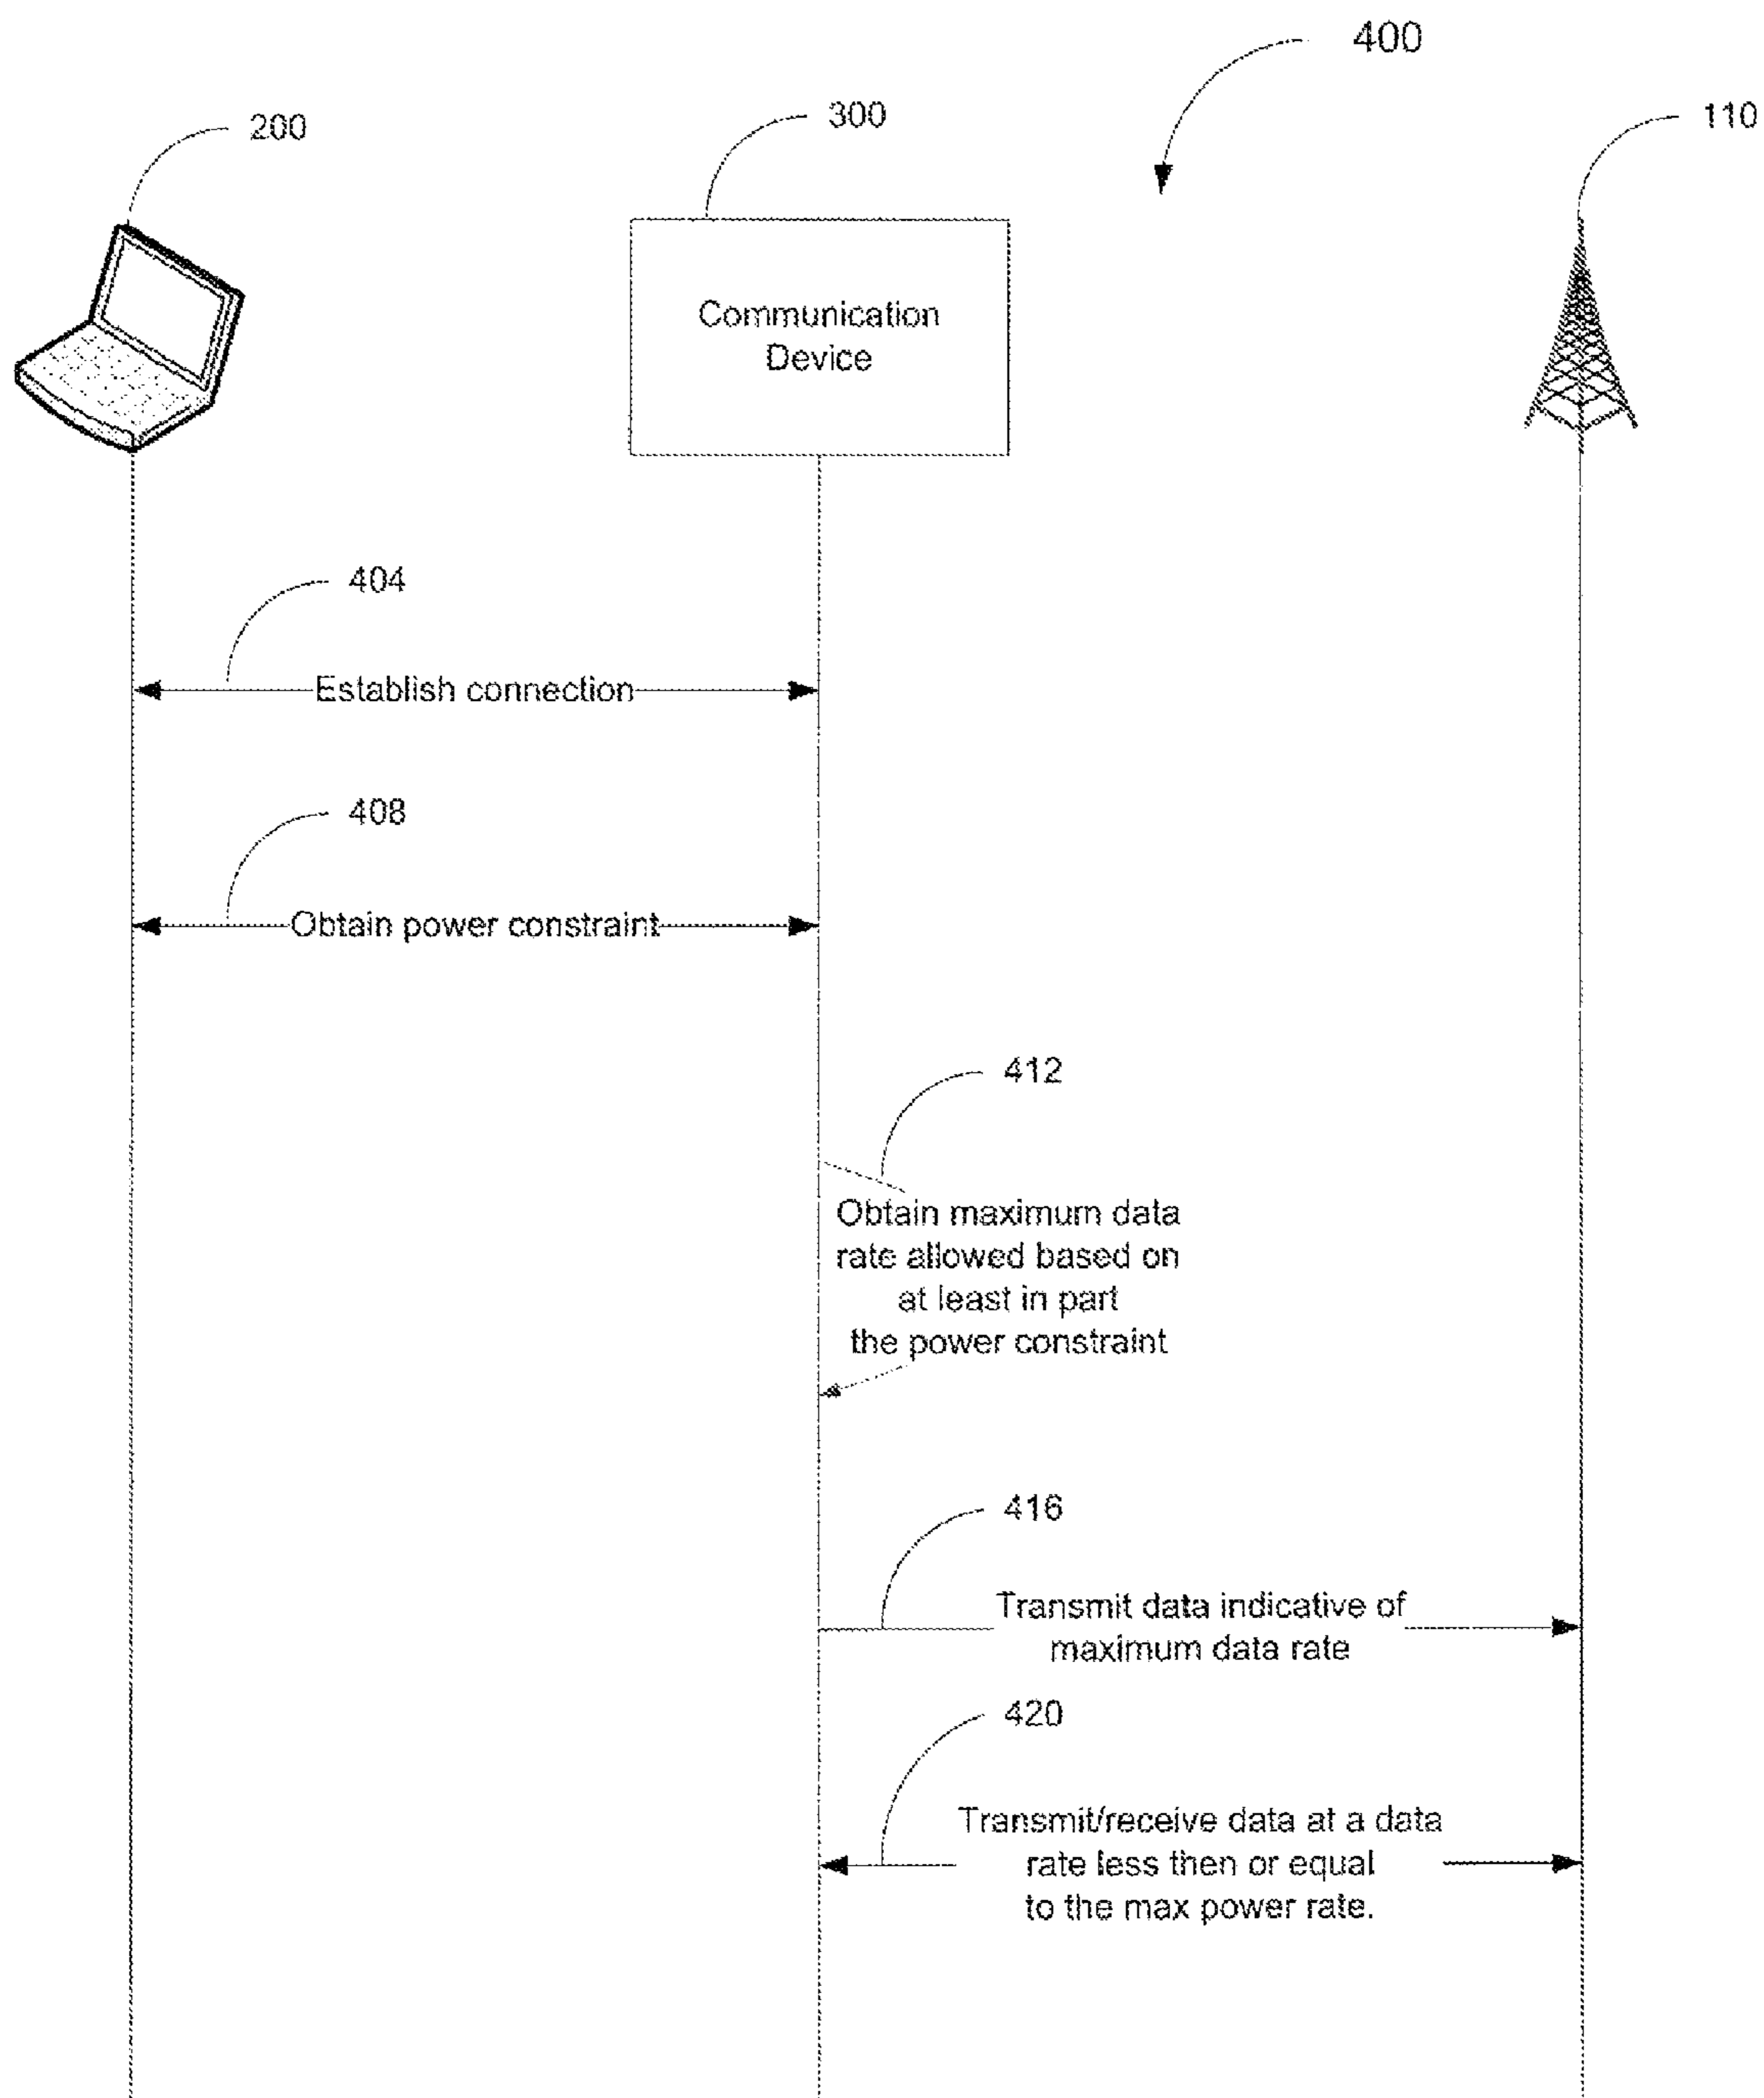 400
200
300
110
Communication
Device
404
Establish connection
408
Obtain power constraint
412
Obtain maximum data
rate allowed based on
at least in part
the power constraint
416
Transmit data indicative of
maximum data rate
420
Transmit/receive data at a data
rate less then or equal
to the max power rate.